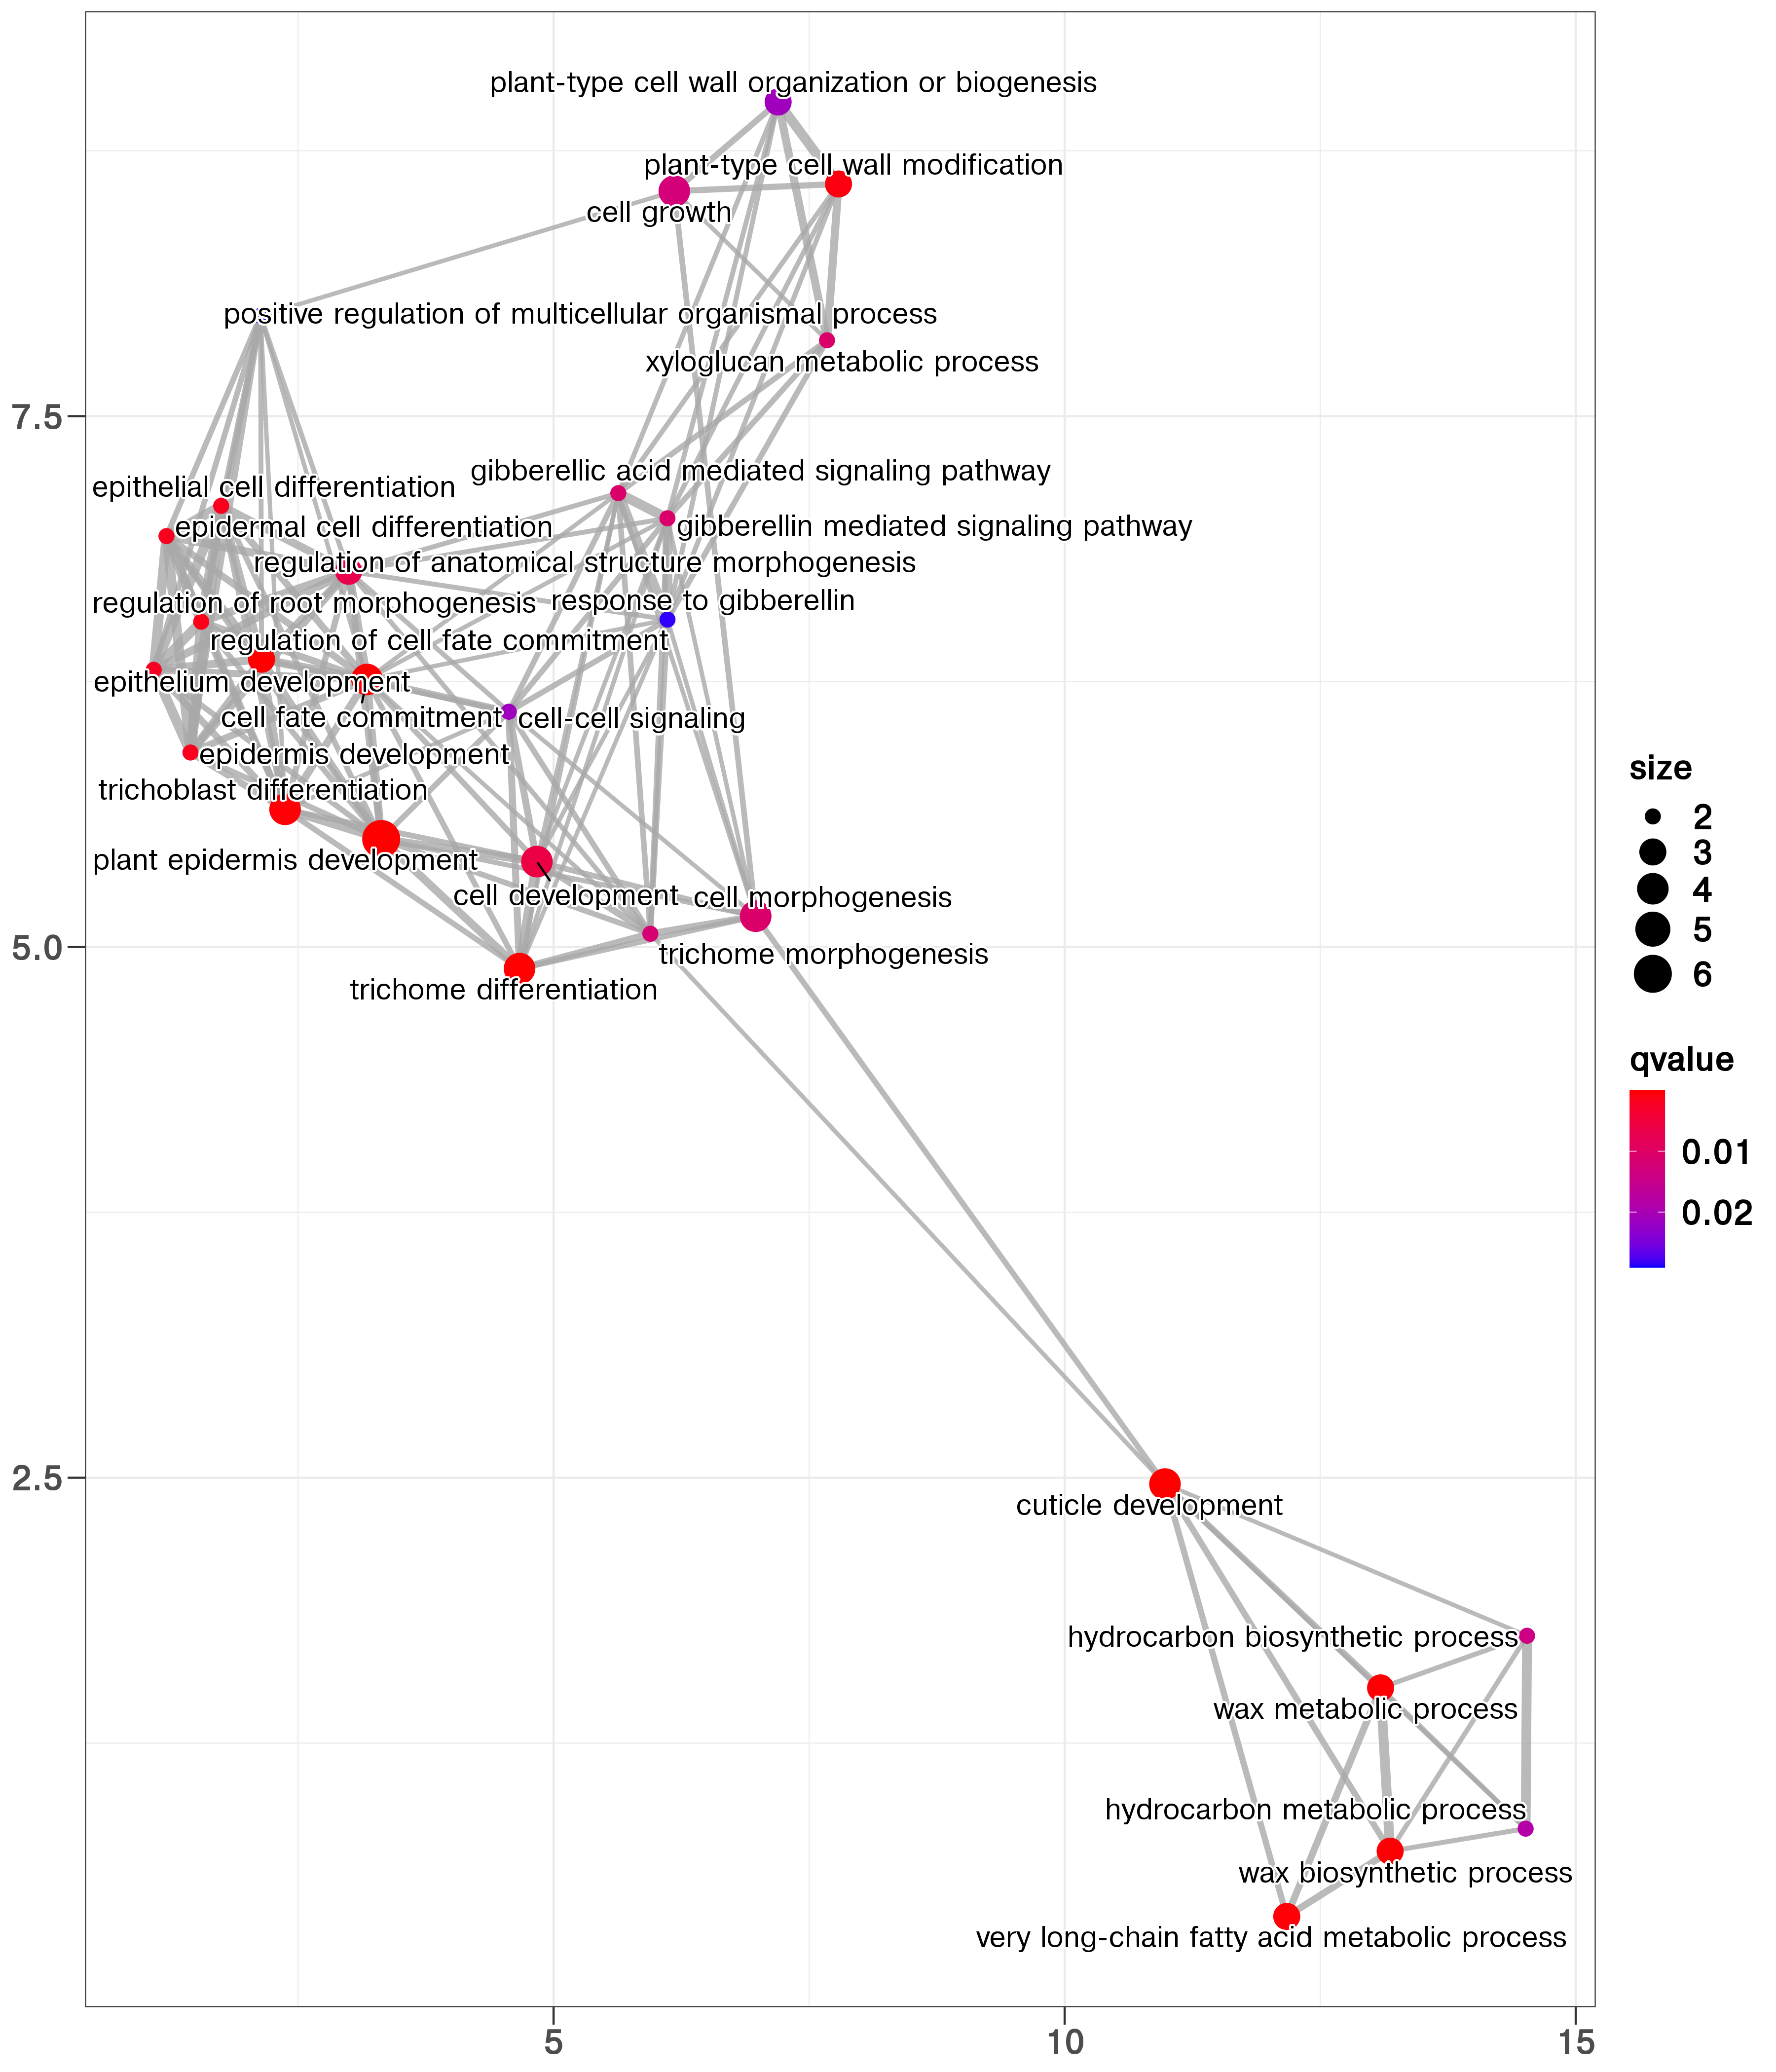 plant-type cell wall organization or biogenesis
plant-type cell wall modification
cell growth
positive regulation of multicellular organismal process
xyloglucan metabolic process
7.5
gibberellic acid mediated signaling pathway
epithelial cell differentiation
epidermal cell differentiation
gibberellin mediated signaling pathway
regulation of anatomical structure morphogenesis
regulation of root morphogenesis
response to gibberellin
regulation of cell fate commitment
epithelium development
cell fate commitment
cell-cell signaling
epidermis development
trichoblast differentiation
plant epidermis development
cell development
cell morphogenesis
5.0
trichome morphogenesis
trichome differentiation
2.5
cuticle development
hydrocarbon biosynthetic process
wax metabolic process
hydrocarbon metabolic process
wax biosynthetic process
very long-chain fatty acid metabolic process
5
10
15
size
2
3
4
5
6
qvalue
0.01
0.02